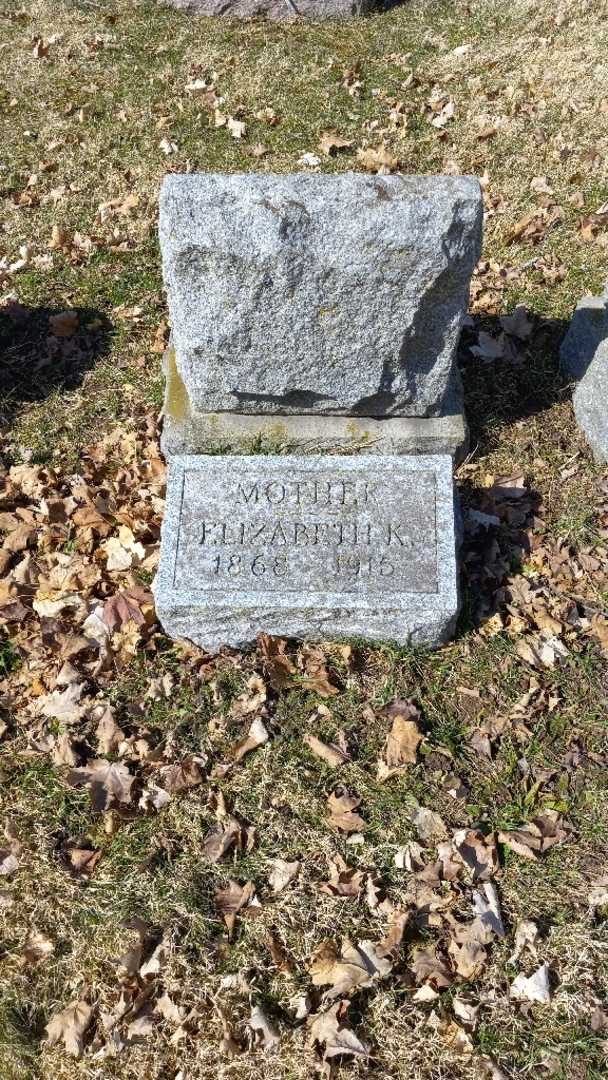 MOTHER
ELIZABETH K.
1868 1915